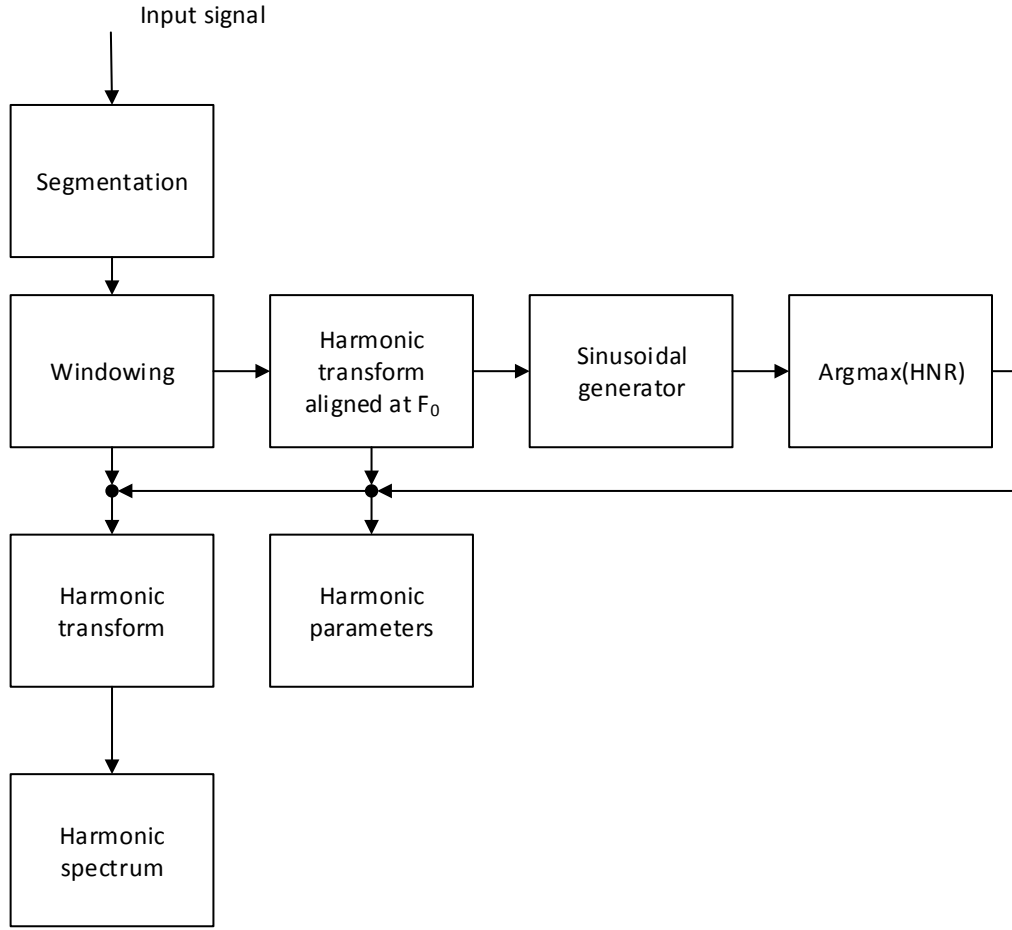 Input signal
Segmentation
Windowing
Harmonic
transform
aligned at F₀
Sinusoidal
generator
Argmax(HNR)
Harmonic
transform
Harmonic
parameters
Harmonic
spectrum